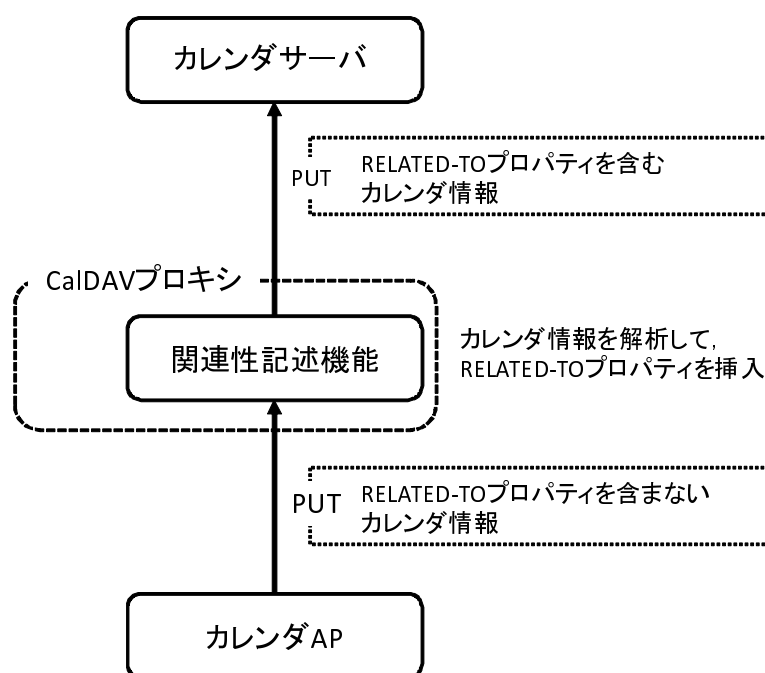 カレンダサーバ
PUT
RELATED-TOプロパティを含む
カレンダ情報
CalDAVプロキシ
関連性記述機能
カレンダ情報を解析して,
RELATED-TOプロパティを挿入
PUT
RELATED-TOプロパティを含まない
カレンダ情報
カレンダAP